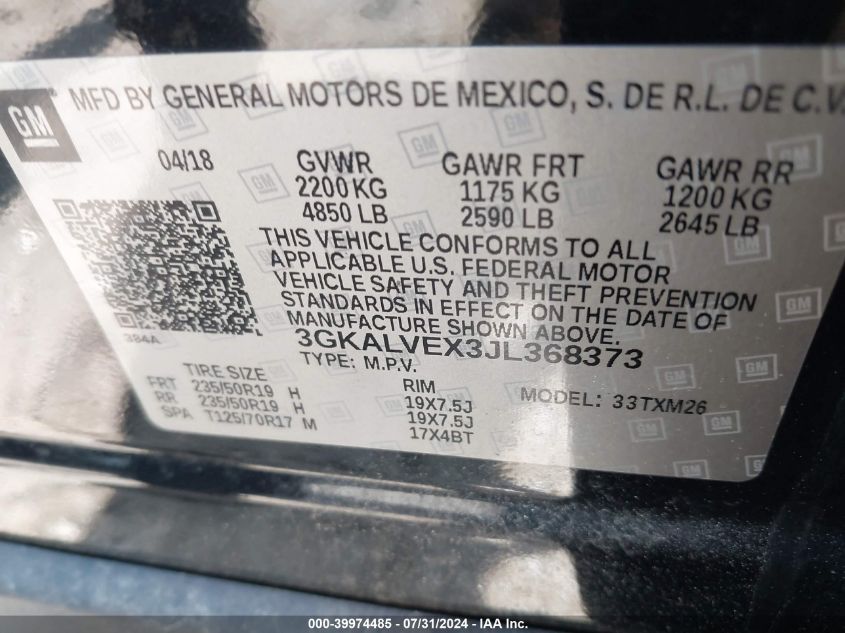 GM
MFD BY GENERAL MOTORS DE MEXICO, S. DE R.L. DE C.V.
04/18 GVWR GAWR FRT GAWR RR
2200 KG 1175 KG 1200 KG
4850 LB 2590 LB 2645 LB
THIS VEHICLE CONFORMS TO ALL
APPLICABLE U.S. FEDERAL MOTOR
VEHICLE SAFETY AND THEFT PREVENTION
STANDARDS IN EFFECT ON THE DATE OF
MANUFACTURE SHOWN ABOVE.
384A
3GKALVEX3JL368373
TYPE: M.P.V.
TIRE SIZE RIM MODEL: 33TXM26
FRT 235/50R19 H 19X7.5J
RR 235/50R19 H 19X7.5J
SPA T125/70R17 M 17X4BT
000-39974485 - 07/31/2024 - IAA Inc.